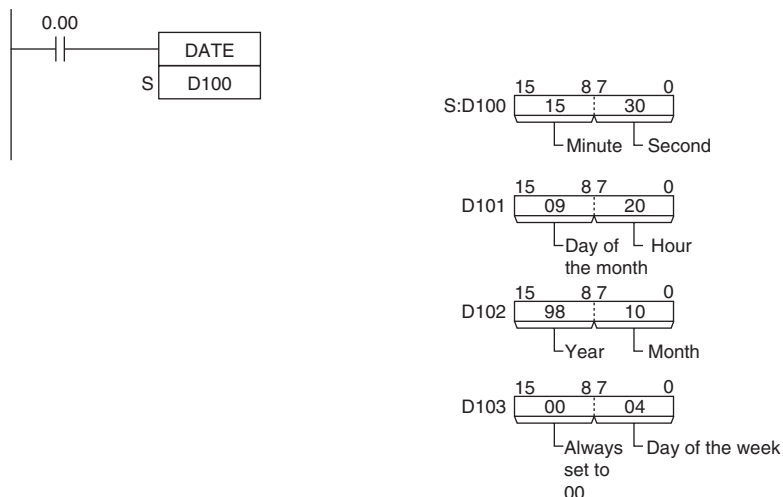 0.00
DATE
S D100
15 8 7 0
S:D100 15 30
Minute Second
15 8 7 0
D101 09 20
Day of the month Hour
15 8 7 0
D102 98 10
Year Month
15 8 7 0
D103 00 04
Always set to 00 Day of the week